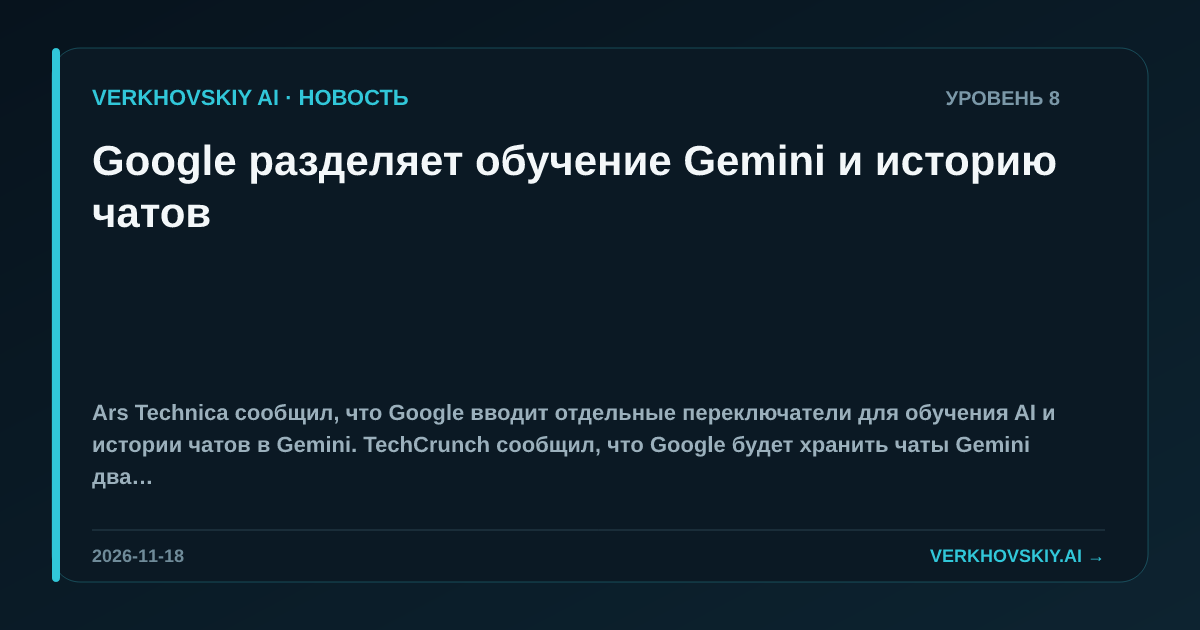 VERKHOVSKIY AI · НОВОСТЬ
УРОВЕНЬ 8
Google разделяет обучение Gemini и историю
чатов
Ars Technica сообщил, что Google вводит отдельные переключатели для обучения AI и
истории чатов в Gemini. TechCrunch сообщил, что Google будет хранить чаты Gemini
два…
2026-11-18
VERKHOVSKIY.AI →